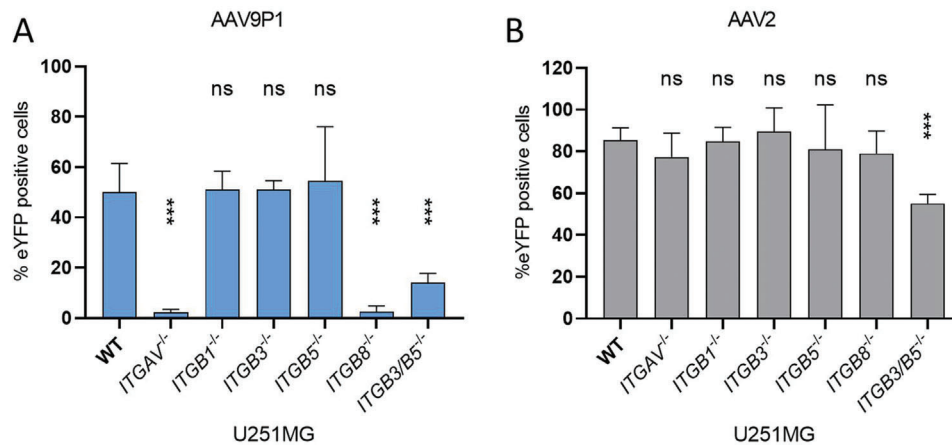 A
AAV9P1
% eYFP positive cells
100
80
60
40
20
0
ns
ns
ns
***
***
***
WT
ITGAV-/-
ITGB1-/-
ITGB3-/-
ITGB5-/-
ITGB8-/-
ITGB3/B5-/-
U251MG
B
AAV2
%eYFP positive cells
120
100
80
60
40
20
0
ns
ns
ns
ns
ns
***
WT
ITGAV-/-
ITGB1-/-
ITGB3-/-
ITGB5-/-
ITGB8-/-
ITGB3/B5-/-
U251MG